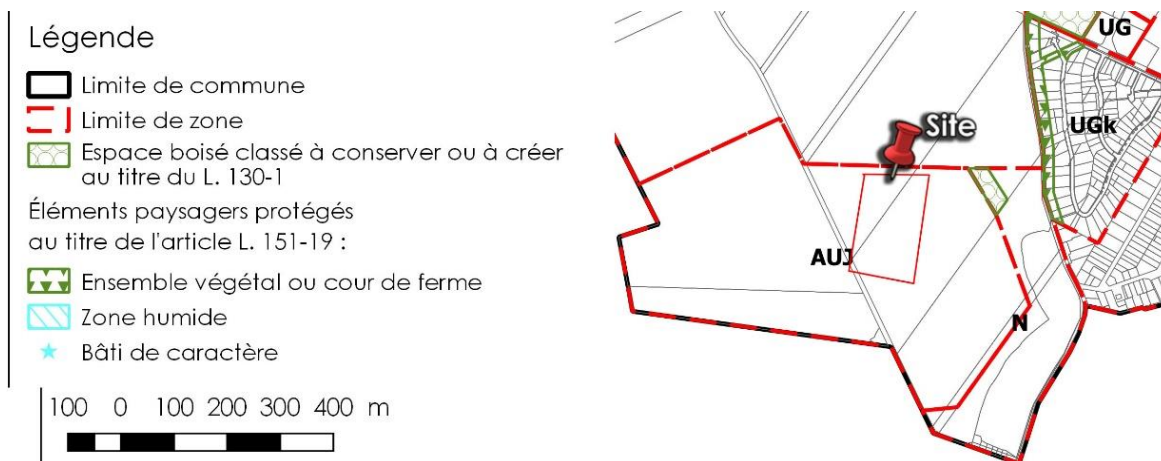 Légende
Limite de commune
Limite de zone
Espace boisé classé à conserver ou à créer
au titre du L. 130-1
Éléments paysagers protégés
au titre de l'article L. 151-19 :
Ensemble végétal ou cour de ferme
Zone humide
Bâti de caractère
100 0 100 200 300 400 m
UG
Site
UGk
AUJ
N